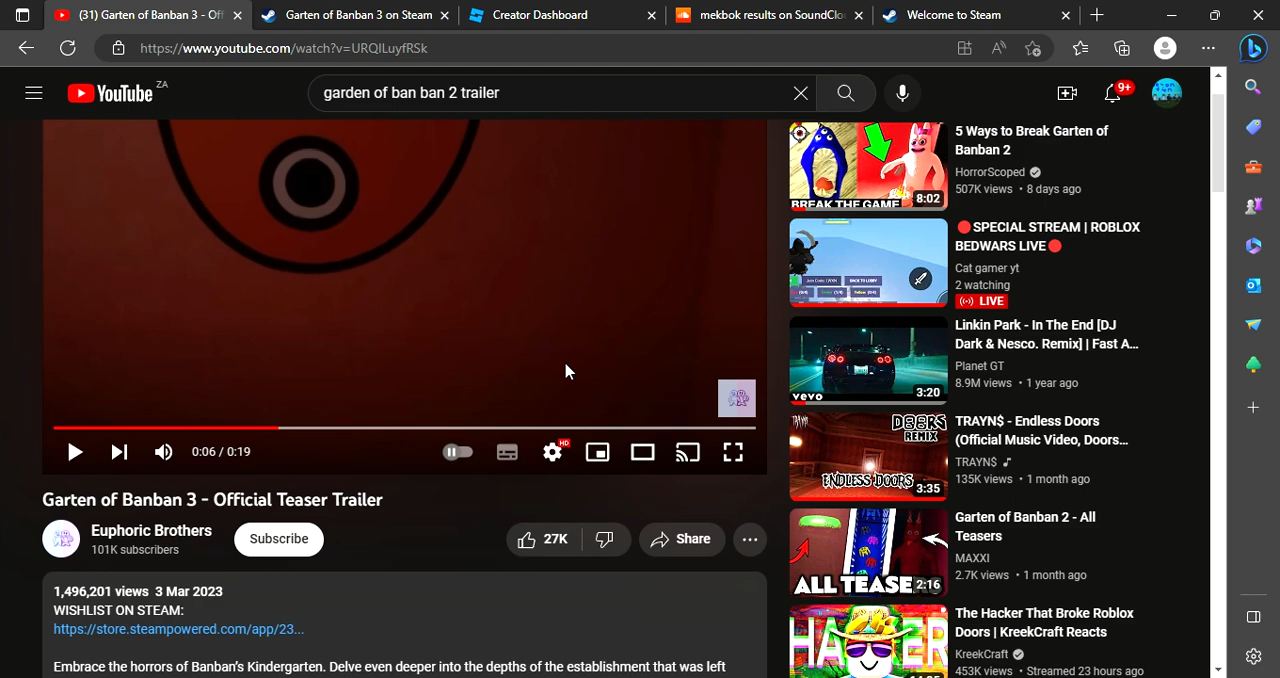 (31) Garten of Banban 3 - Off
Garten of Banban 3 on Steam
Creator Dashboard
mekbok results on SoundClo
Welcome to Steam
https://www.youtube.com/watch?v=URQlLuyfRSk
YouTube ZA
garten of ban ban 2 trailer
9+
0:06 / 0:19
HD
Garten of Banban 3 - Official Teaser Trailer
Euphoric Brothers
101K subscribers
Subscribe
27K
Share
1,496,201 views 3 Mar 2023
WISHLIST ON STEAM:
https://store.steampowered.com/app/23...
Embrace the horrors of Banban's Kindergarten. Delve even deeper into the depths of the establishment that was left
BREAK THE GAME
8:02
5 Ways to Break Garten of
Banban 2
HorrorScoped
507K views • 8 days ago
SPECIAL STREAM | ROBLOX
BEDWARS LIVE
Cat gamer yt
2 watching
LIVE
vevo
3:20
Linkin Park - In The End [DJ
Dark & Nesco. Remix] | Fast A...
Planet GT
8.9M views • 1 year ago
TRAYN$
DOORS
REMIX
ENDLESS DOORS
3:35
TRAYN$ - Endless Doors
(Official Music Video, Doors...
TRAYN$
135K views • 1 month ago
ALL TEASE
2:16
Garten of Banban 2 - All
Teasers
MAXXI
2.7K views • 1 month ago
HACKER
The Hacker That Broke Roblox
Doors | KreekCraft Reacts
KreekCraft
453K views • Streamed 23 hours ago